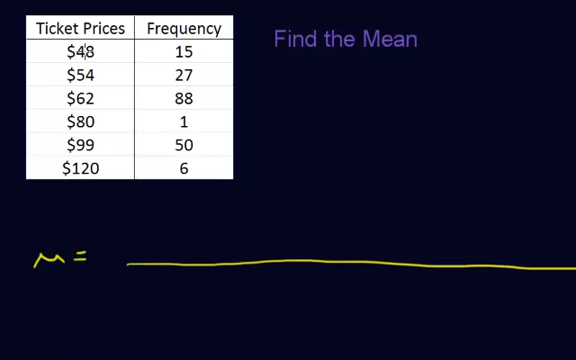 Ticket Prices Frequency
$48 15
$54 27
$62 88
$80 1
$99 50
$120 6
Find the Mean
μ =